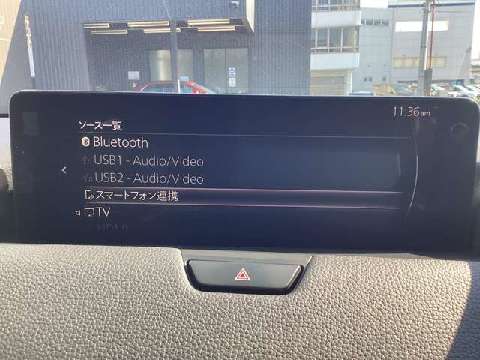 11:36am
ソース一覧
Bluetooth
USB1 - Audio/Video
USB2 - Audio/Video
スマートフォン連携
TV